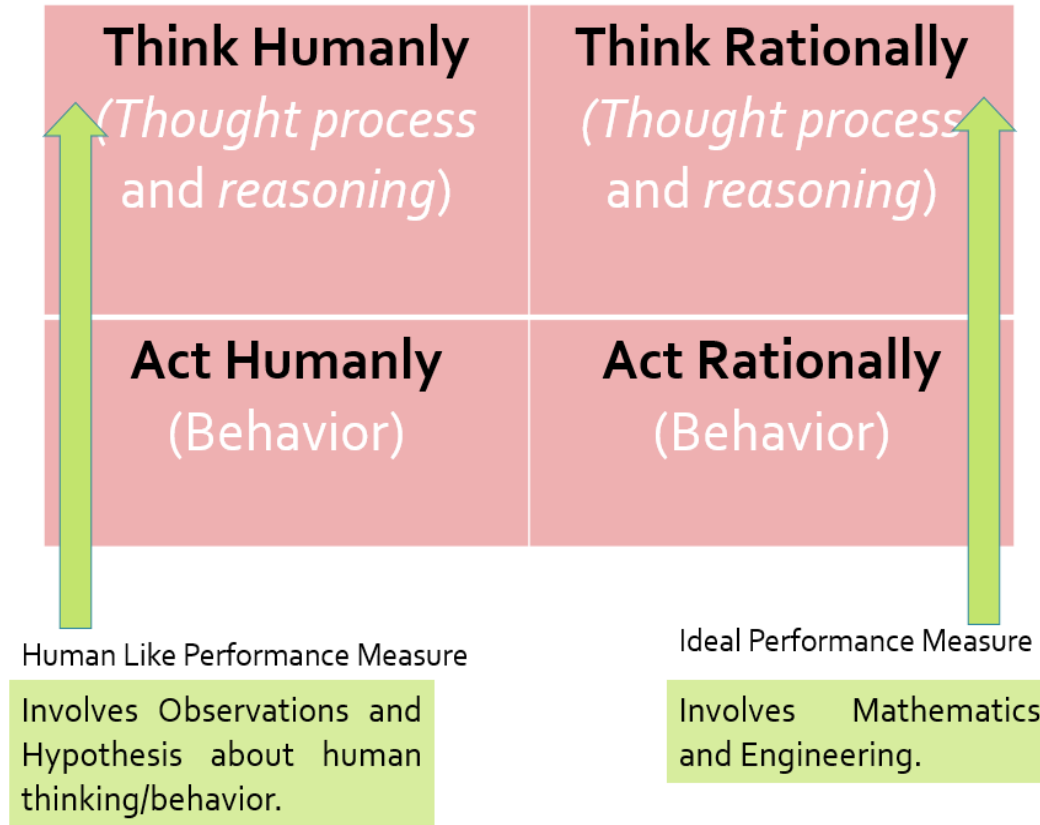 Think Humanly
(Thought process
and reasoning)
Think Rationally
(Thought process
and reasoning)
Act Humanly
(Behavior)
Act Rationally
(Behavior)
Human Like Performance Measure
Involves Observations and
Hypothesis about human
thinking/behavior.
Ideal Performance Measure
Involves Mathematics
and Engineering.